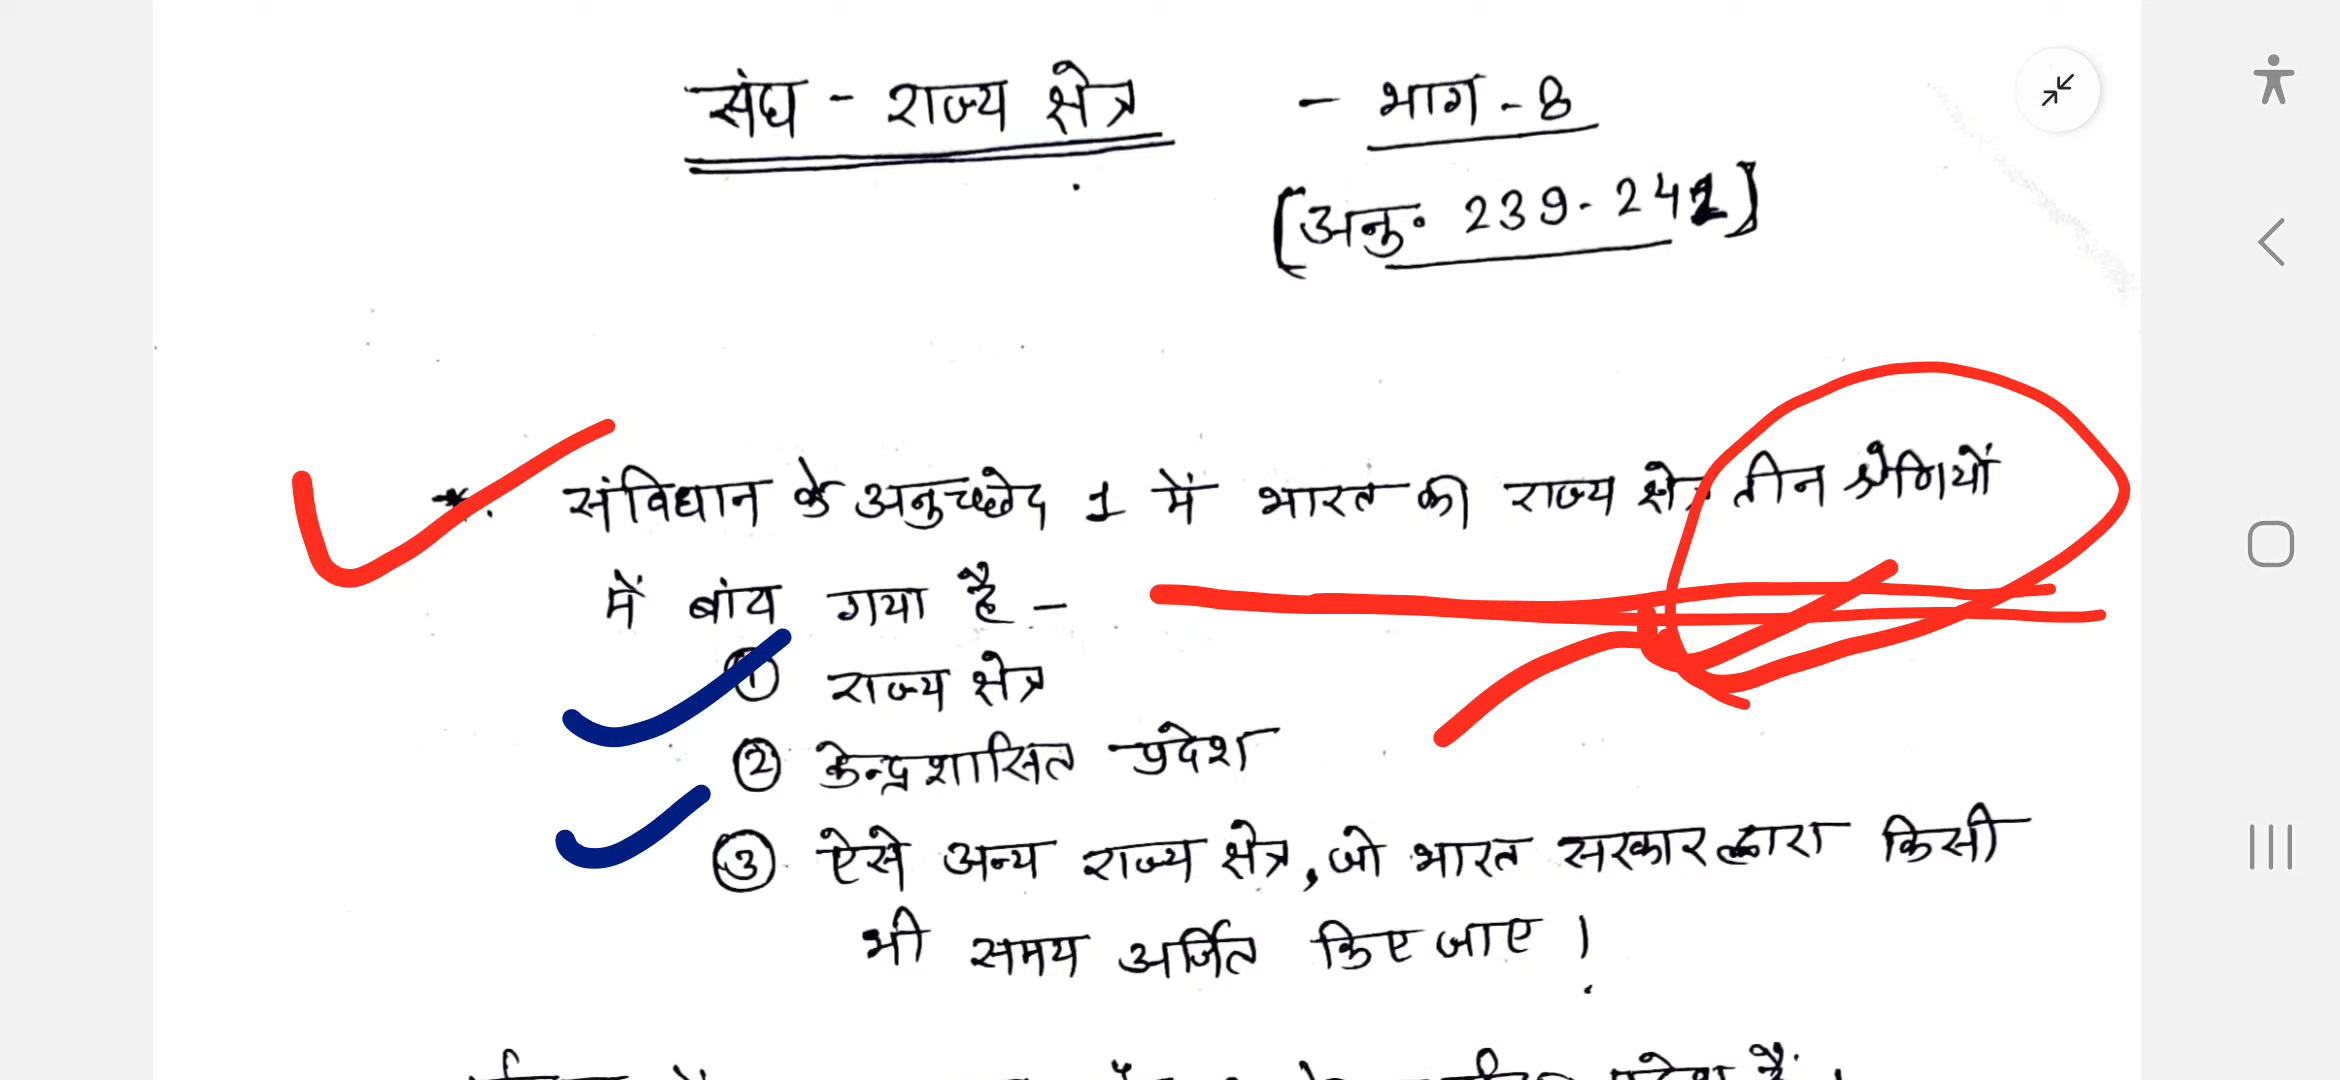 संघ - राज्य क्षेत्र - भाग - 8
[अनु॰ 239-242]
*. संविधान के अनुच्छेद 1 में भारत की राज्य क्षेत्र तीन श्रेणियों
में बांय गया है -
① राज्य क्षेत्र
② केन्द्रशासित प्रदेश
③ ऐसे अन्य राज्य क्षेत्र, जो भारत सरकार द्वारा किसी
भी समय अर्जित किए जाए।